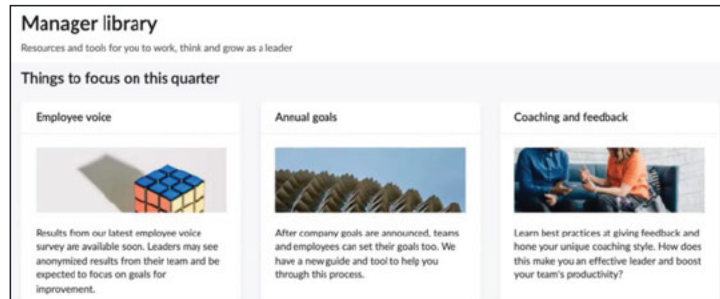 Manager library
Resources and tools for you to work, think and grow as a leader
Things to focus on this quarter
Employee voice
Results from our latest employee voice
survey are available soon. Leaders may see
anonymized results from their team and be
expected to focus on goals for
improvement.
Annual goals
After company goals are announced, teams
and employees can set their goals too. We
have a new guide and tool to help you
through this process.
Coaching and feedback
Learn best practices at giving feedback and
hone your unique coaching style. How does
this make you an effective leader and boost
your team's productivity?